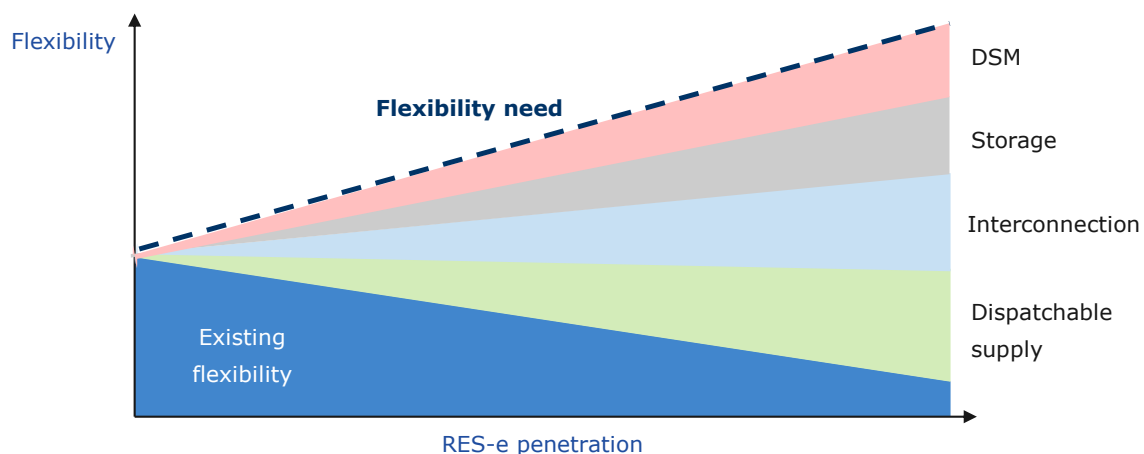 Flexibility
DSM
Flexibility need
Storage
Interconnection
Dispatchable
supply
Existing
flexibility
RES-e penetration